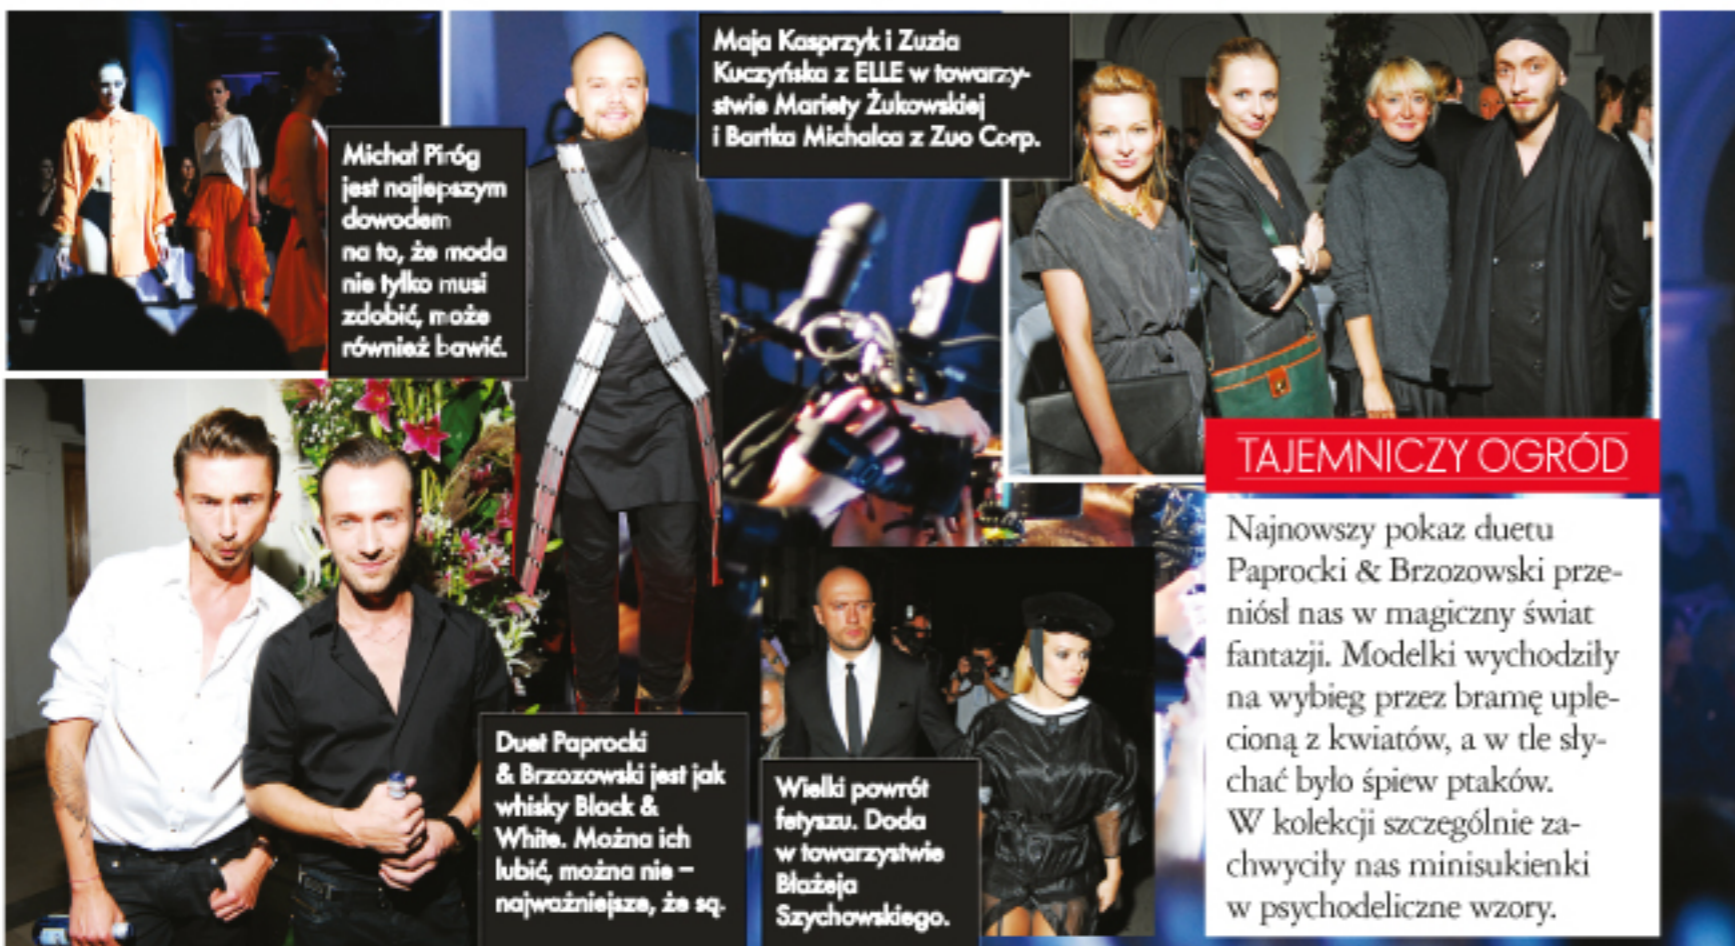 Michał Piróg
jest najlepszym
dowodem
na to, że moda
nie tylko musi
zdobić, może
również bawić.
Maja Kasprzyk i Zuzia
Kuczyńska z ELLE w towarzy-
stwie Mariety Żukowskiej
i Bartka Michalca z Zuo Corp.
Duet Paprocki
& Brzozowski jest jak
whisky Black &
White. Można ich
lubić, można nie –
najważniejsze, że są.
Wielki powrót
fetyszu. Doda
w towarzystwie
Błażeja
Szychowskiego.
TAJEMNICZY OGRÓD
Najnowszy pokaz duetu
Paprocki & Brzozowski prze-
niósł nas w magiczny świat
fantazji. Modelki wychodziły
na wybieg przez bramę uple-
cioną z kwiatów, a w tle sły-
chać było śpiew ptaków.
W kolekcji szczególnie za-
chwyciły nas minisukienki
w psychodeliczne wzory.